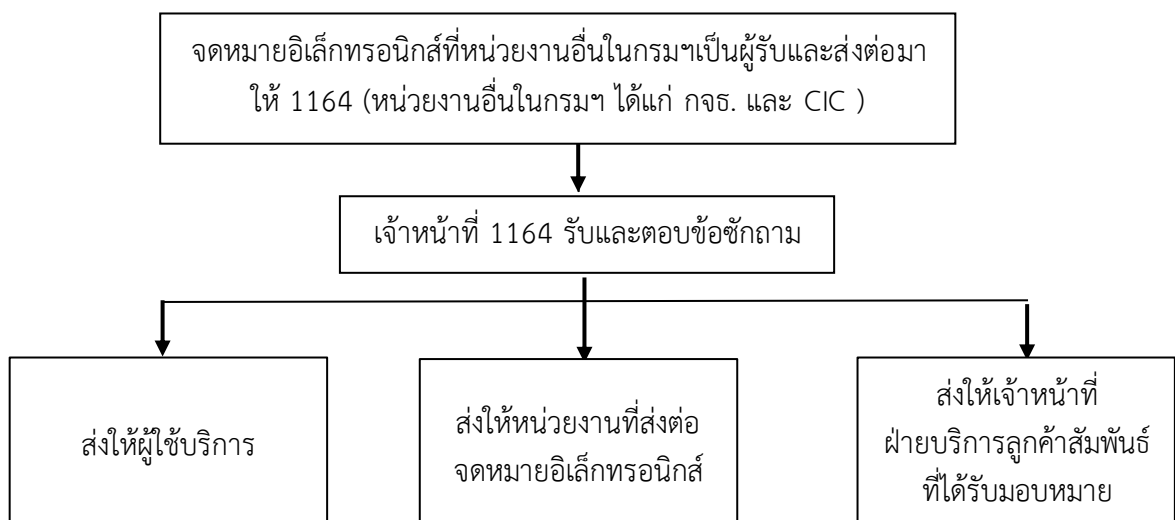 จดหมายอิเล็กทรอนิกส์ที่หน่วยงานอื่นในกรมฯเป็นผู้รับและส่งต่อมา
ให้ 1164 (หน่วยงานอื่นในกรมฯ ได้แก่ กจธ. และ CIC )
เจ้าหน้าที่ 1164 รับและตอบข้อซักถาม
ส่งให้ผู้ใช้บริการ
ส่งให้หน่วยงานที่ส่งต่อ
จดหมายอิเล็กทรอนิกส์
ส่งให้เจ้าหน้าที่
ฝ่ายบริการลูกค้าสัมพันธ์
ที่ได้รับมอบหมาย